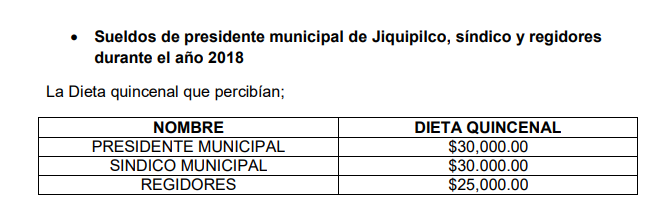 • Sueldos de presidente municipal de Jiquipilco, síndico y regidores
durante el año 2018
La Dieta quincenal que percibían;
NOMBRE DIETA QUINCENAL
PRESIDENTE MUNICIPAL $30,000.00
SINDICO MUNICIPAL $30.000.00
REGIDORES $25,000.00